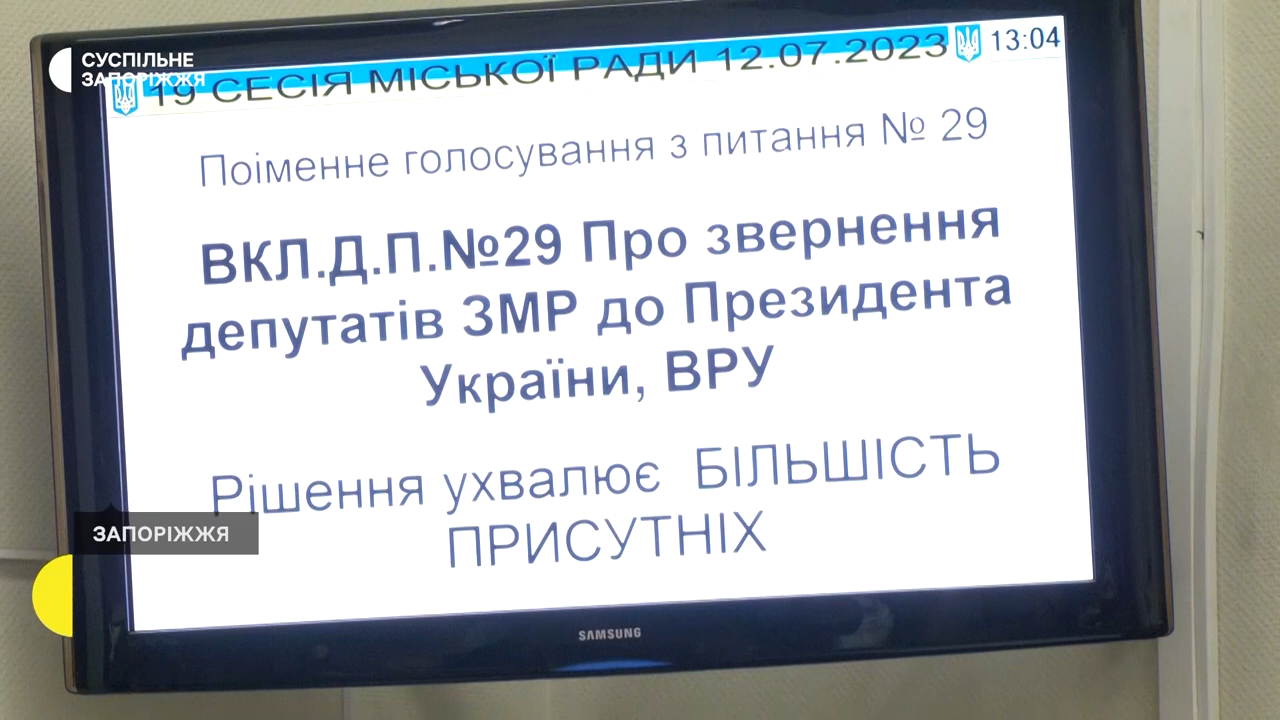 СУСПІЛЬНЕ
ЗАПОРІЖЖЯ
19 СЕСІЯ МІСЬКОЇ РАДИ 12.07.2023 13:04
Поіменне голосування з питання № 29
ВКЛ.Д.П.№29 Про звернення
депутатів ЗМР до Президента
України, ВРУ
Рішення ухвалює БІЛЬШІСТЬ
ПРИСУТНІХ
ЗАПОРІЖЖЯ
SAMSUNG